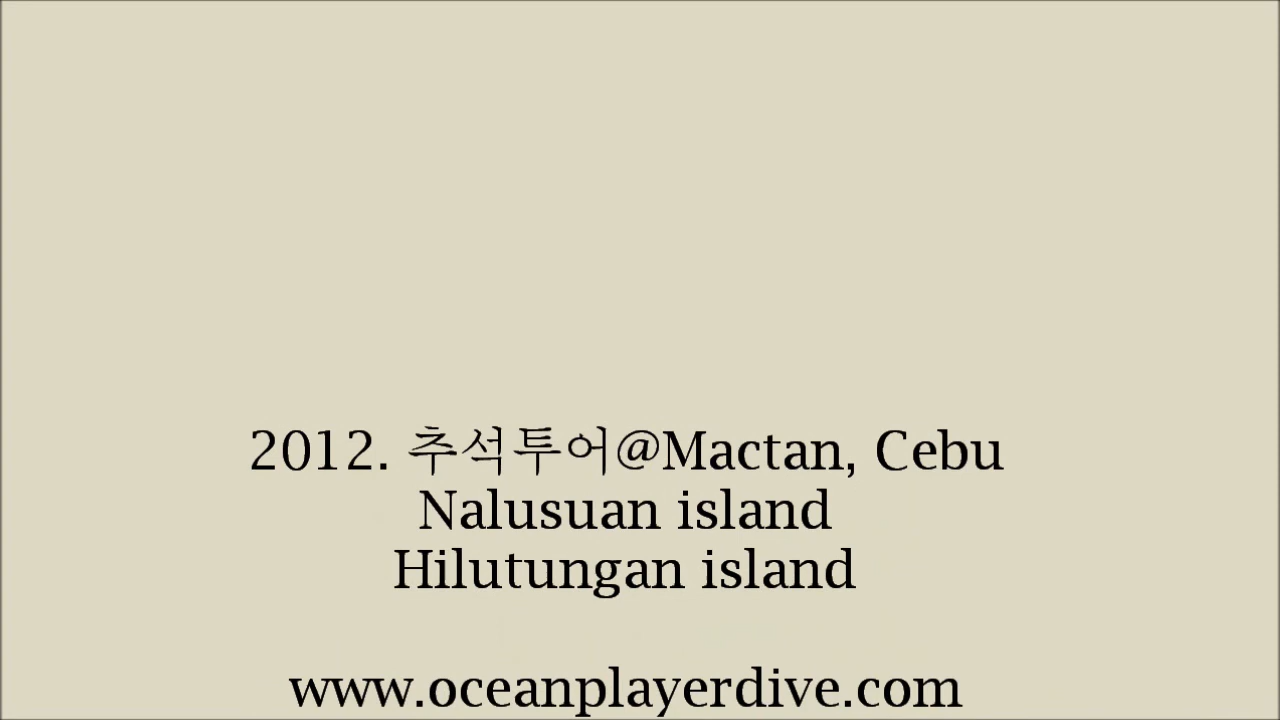 2012. 추석투어@Mactan, Cebu
Nalusuan island
Hilutungan island
www.oceanplayerdive.com